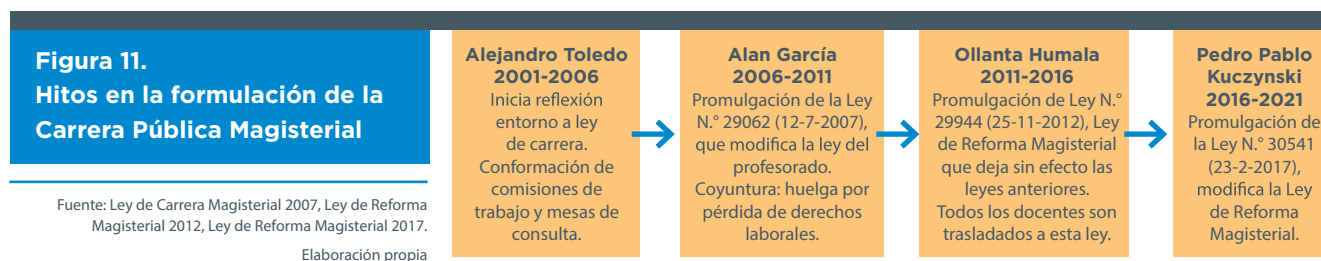 Figura 11.
Hitos en la formulación de la
Carrera Pública Magisterial
Fuente: Ley de Carrera Magisterial 2007, Ley de Reforma
Magisterial 2012, Ley de Reforma Magisterial 2017.
Elaboración propia
Alejandro Toledo
2001-2006
Inicia reflexión
entorno a ley
de carrera.
Conformación de
comisiones de
trabajo y mesas de
consulta.
Alan García
2006-2011
Promulgación de la Ley
N.° 29062 (12-7-2007),
que modifica la ley del
profesorado.
Coyuntura: huelga por
pérdida de derechos
laborales.
Ollanta Humala
2011-2016
Promulgación de Ley N.°
29944 (25-11-2012), Ley
de Reforma Magisterial
que deja sin efecto las
leyes anteriores.
Todos los docentes son
trasladados a esta ley.
Pedro Pablo
Kuczynski
2016-2021
Promulgación de
la Ley N.° 30541
(23-2-2017),
modifica la Ley
de Reforma
Magisterial.